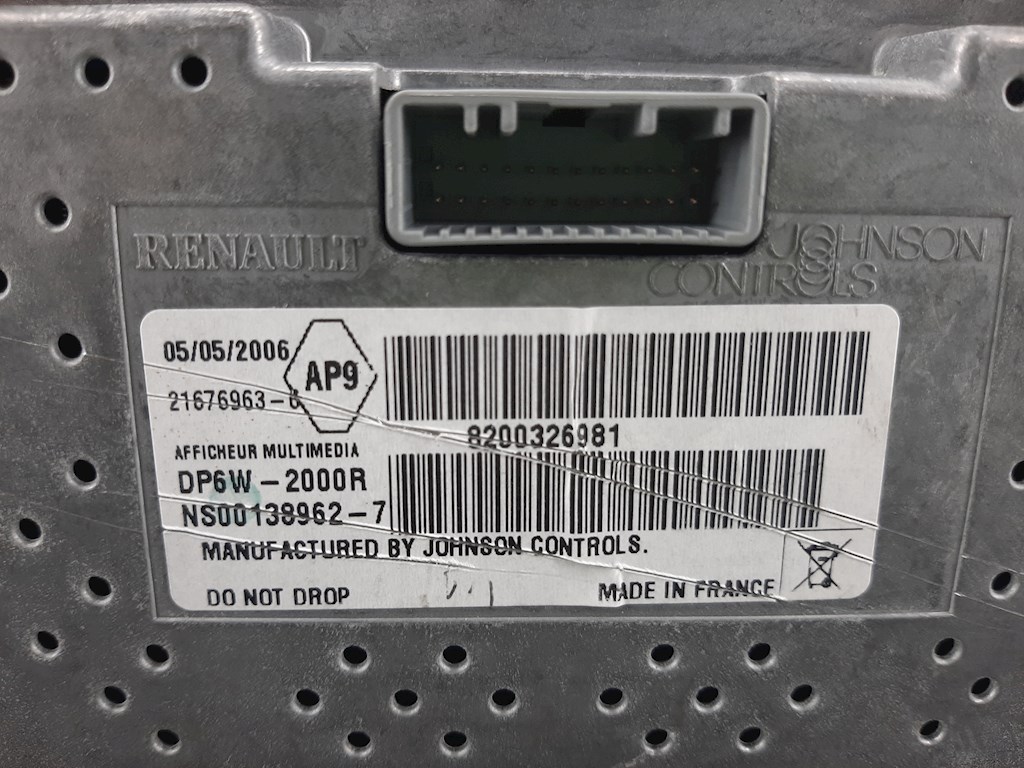 RENAULT
JOHNSON
CONTROLS
05/05/2006
AP9
21676963-6
8200326981
AFFICHEUR MULTIMEDIA
DP6W-2000R
NS00138962-7
MANUFACTURED BY JOHNSON CONTROLS.
DO NOT DROP
MADE IN FRANCE